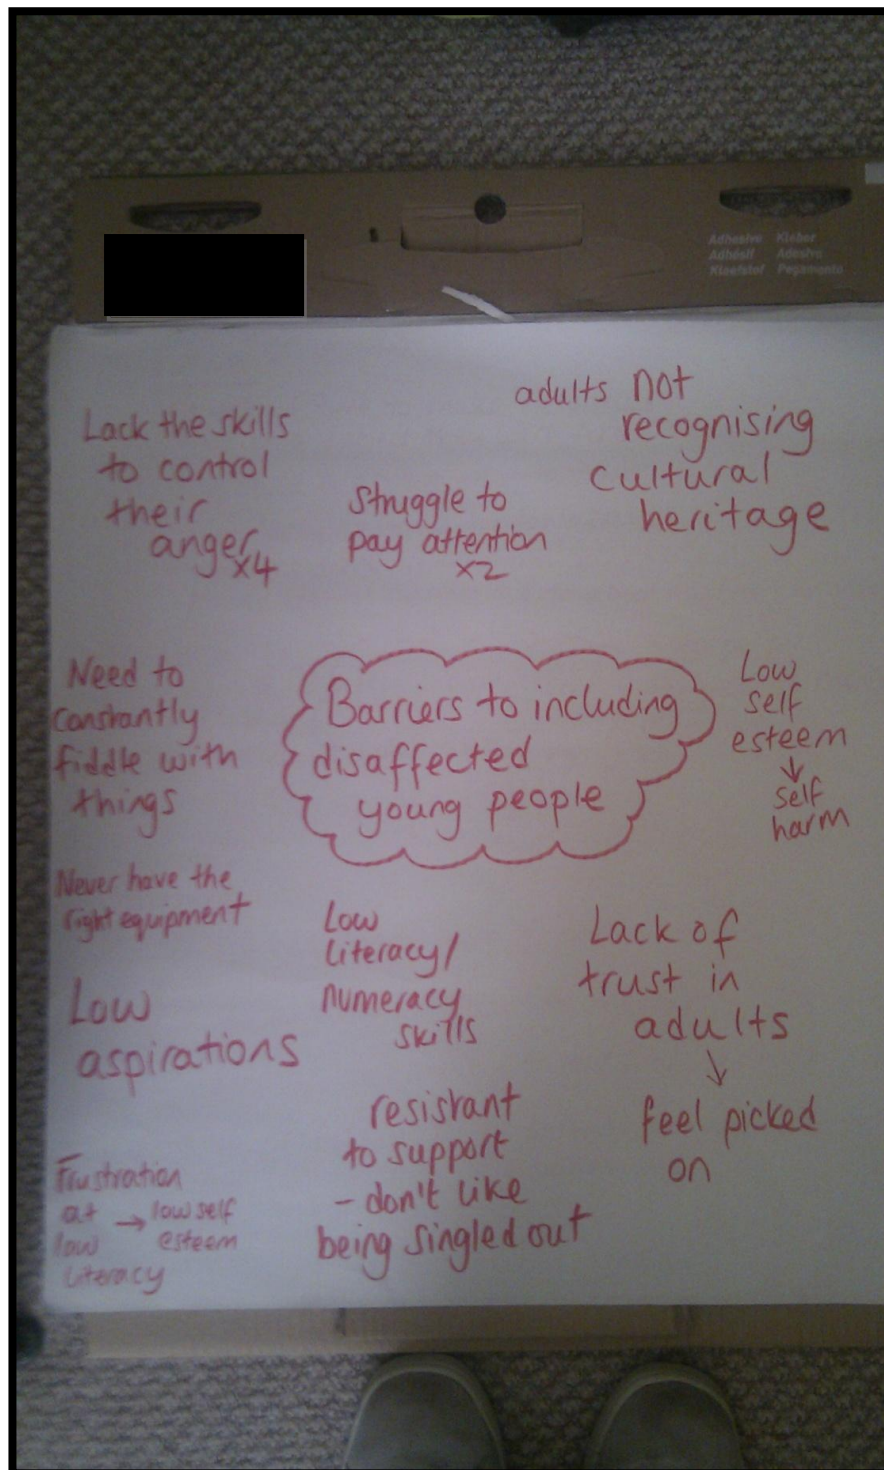 Adhesive Kleber
Adhésif Adesivo
Kleefstof Pegamento
Lack the skills
to control
their
anger
x4
Struggle to
pay attention
x2
adults not
recognising
cultural
heritage
Need to
constantly
fiddle with
things
Barriers to including
disaffected
young people
Low
self
esteem
↓
self
harm
Never have the
right equipment
Low
literacy/
numeracy
skills
Lack of
trust in
adults
↓
feel picked
on
Low
aspirations
resistant
to support
- don't like
being singled out
Frustration
at → low self
low esteem
literacy